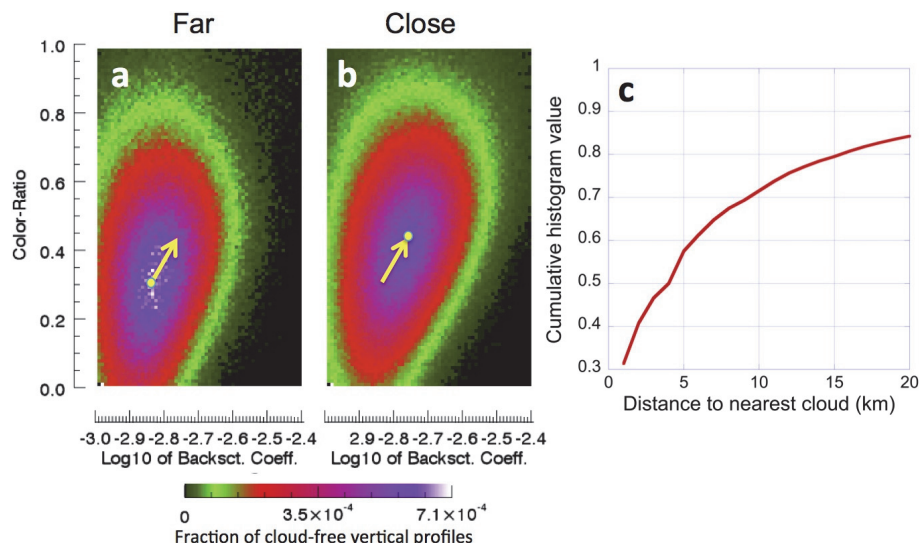 Far
Close
a
b
c
1.0
0.8
0.6
0.4
0.2
0.0
Color-Ratio
-3.0 -2.9 -2.8 -2.7 -2.6 -2.5 -2.4
Log10 of Backsct. Coeff.
2.9 -2.8 -2.7 -2.6 -2.5 -2.4
Log10 of Backsct. Coeff.
0
3.5×10⁻⁴
7.1×10⁻⁴
Fraction of cloud-free vertical profiles
1
0.9
0.8
0.7
0.6
0.5
0.4
0.3
Cumulative histogram value
0 5 10 15 20
Distance to nearest cloud (km)